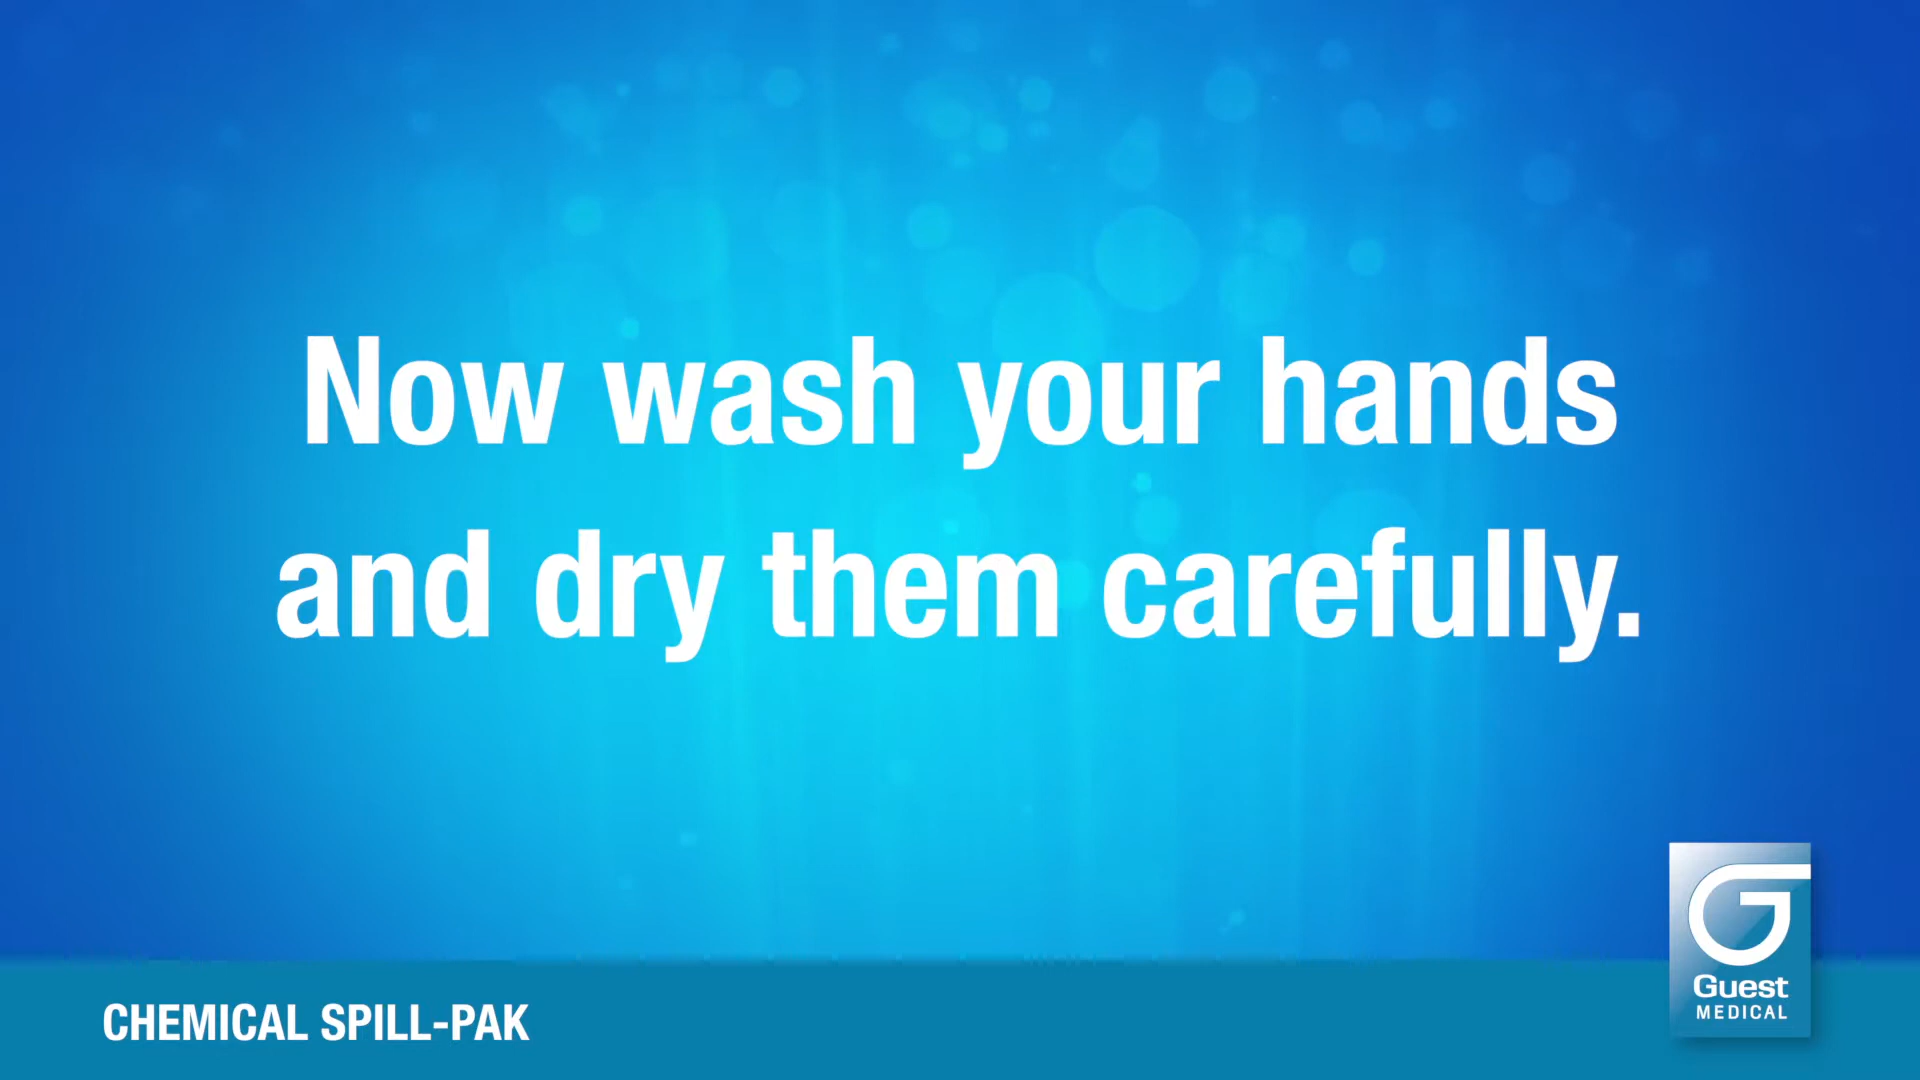 Now wash your hands
and dry them carefully.
CHEMICAL SPILL-PAK
G
Guest
MEDICAL